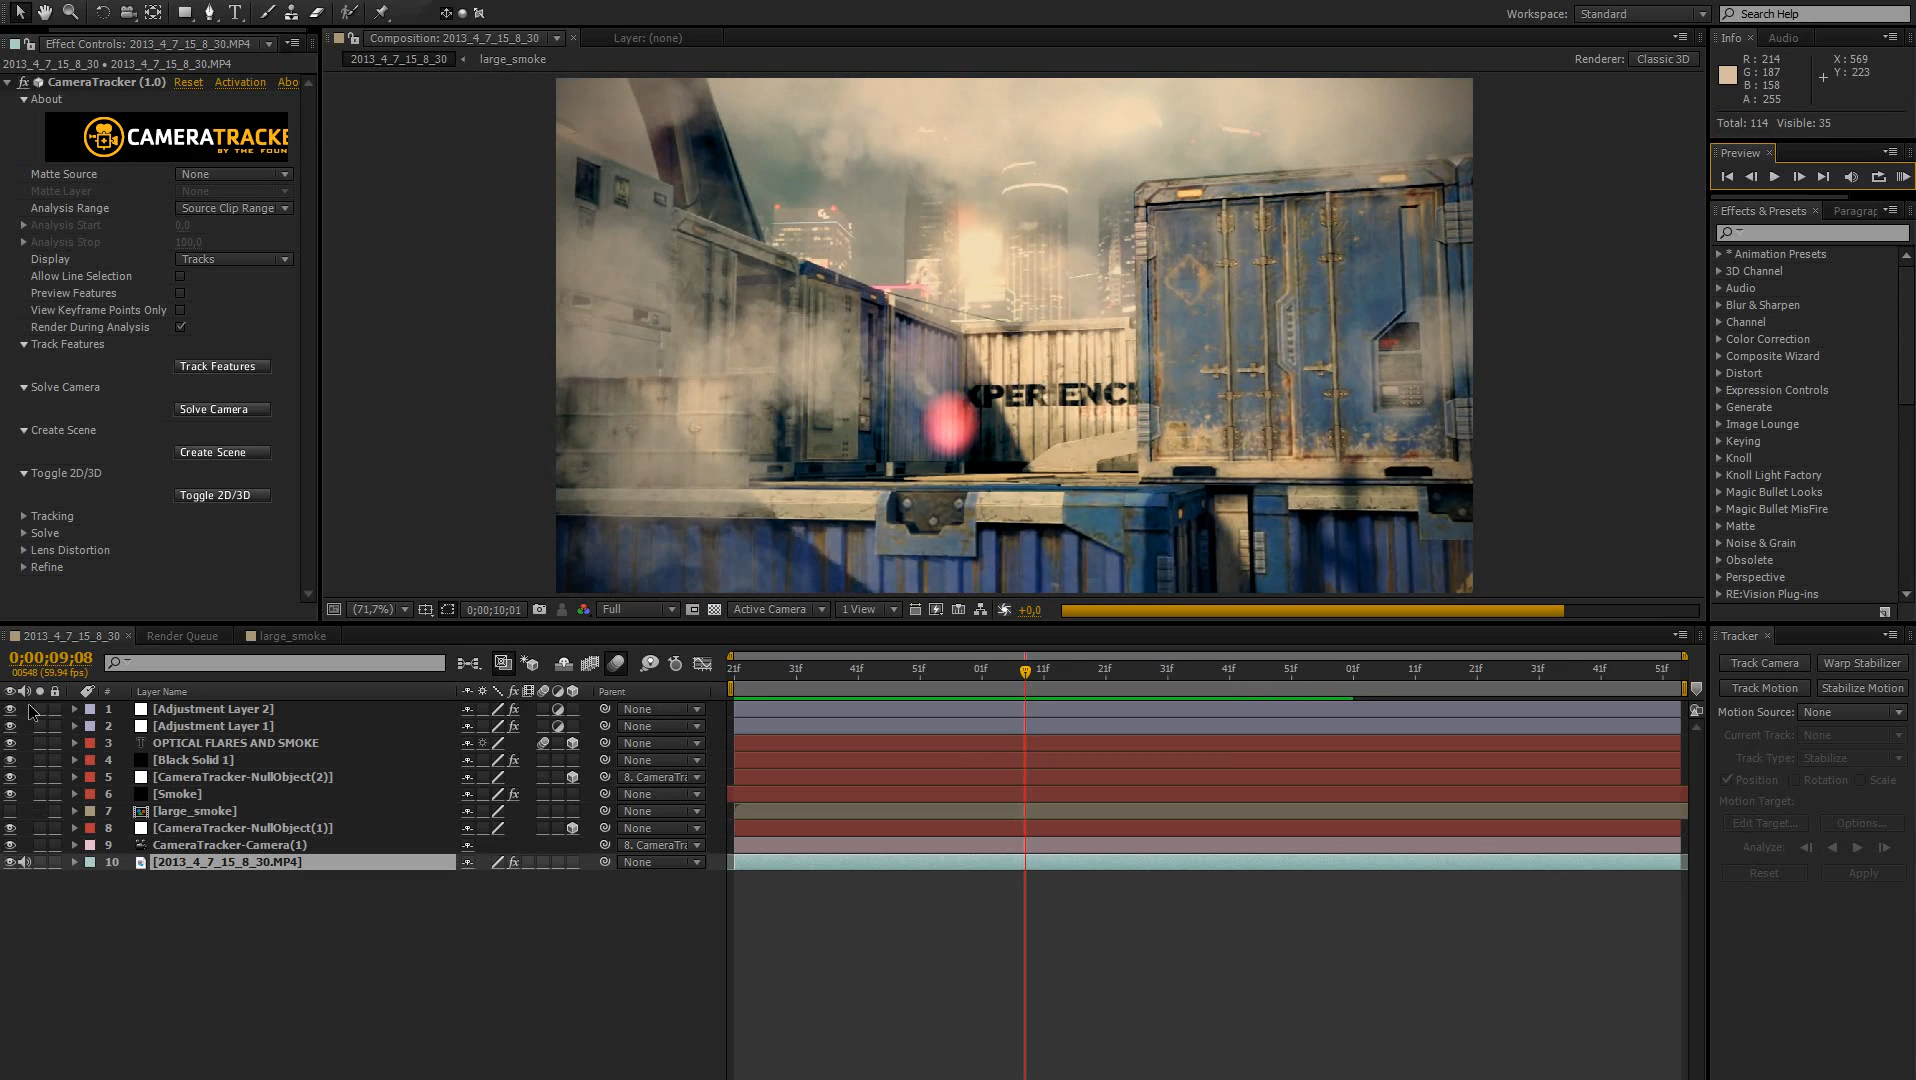 Workspace: Standard Search Help
Effect Controls: 2013_4_7_15_8_30.MP4
2013_4_7_15_8_30 • 2013_4_7_15_8_30.MP4
fx CameraTracker (1.0) Reset Activation Abo
About
CAMERATRACKE
BY THE FOUN
Matte Source None
Matte Layer None
Analysis Range Source Clip Range
Analysis Start 0,0
Analysis Stop 100,0
Display Tracks
Allow Line Selection
Preview Features
View Keyframe Points Only
Render During Analysis
Track Features
Track Features
Solve Camera
Solve Camera
Create Scene
Create Scene
Toggle 2D/3D
Toggle 2D/3D
Tracking
Solve
Lens Distortion
Refine
Composition: 2013_4_7_15_8_30 Layer: (none)
2013_4_7_15_8_30 large_smoke Renderer: Classic 3D
XPERIENC
(71,7%) 0;00;10;01 Full Active Camera 1 View +0,0
Info Audio
R : 214 X : 569
G : 187 Y : 223
B : 158
A : 255
Total: 114 Visible: 35
Preview
Effects & Presets Paragrap
* Animation Presets
3D Channel
Audio
Blur & Sharpen
Channel
Color Correction
Composite Wizard
Distort
Expression Controls
Generate
Image Lounge
Keying
Knoll
Knoll Light Factory
Magic Bullet Looks
Magic Bullet MisFire
Matte
Noise & Grain
Obsolete
Perspective
RE:Vision Plug-ins
2013_4_7_15_8_30 Render Queue large_smoke
0;00;09;08
00548 (59.94 fps)
21f 31f 41f 51f 01f 11f 21f 31f 41f 51f 01f 11f 21f 31f 41f 51f
# Layer Name fx Parent
1 [Adjustment Layer 2] fx None
2 [Adjustment Layer 1] fx None
3 T OPTICAL FLARES AND SMOKE None
4 [Black Solid 1] fx None
5 [CameraTracker-NullObject(2)] 8. CameraTra
6 [Smoke] fx None
7 [large_smoke] None
8 [CameraTracker-NullObject(1)] None
9 CameraTracker-Camera(1) 8. CameraTra
10 [2013_4_7_15_8_30.MP4] fx None
Tracker
Track Camera Warp Stabilizer
Track Motion Stabilize Motion
Motion Source: None
Current Track: None
Track Type: Stabilize
Position Rotation Scale
Motion Target:
Edit Target... Options...
Analyze:
Reset Apply